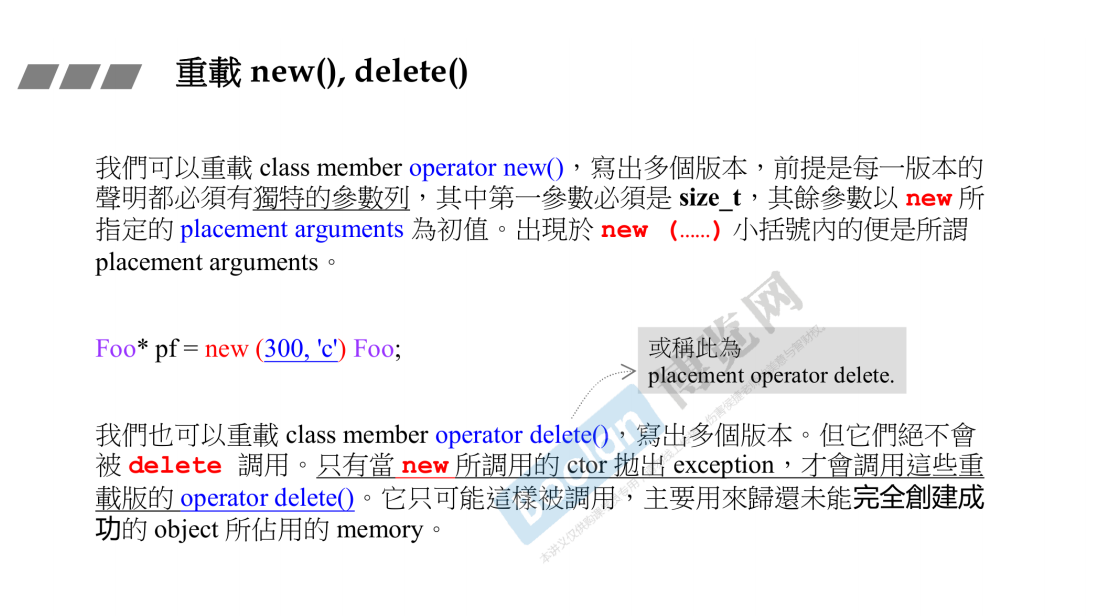 重載 new(), delete()
我們可以重載 class member operator new()，寫出多個版本，前提是每一版本的
聲明都必須有獨特的參數列，其中第一參數必須是 size_t，其餘參數以 new 所
指定的 placement arguments 為初值。出現於 new (......) 小括號內的便是所謂
placement arguments。
Foo* pf = new (300, 'c') Foo;
或稱此為
placement operator delete.
我們也可以重載 class member operator delete()，寫出多個版本。但它們絕不會
被 delete 調用。只有當 new 所調用的 ctor 拋出 exception，才會調用這些重
載版的 operator delete()。它只可能這樣被調用，主要用來歸還未能完全創建成
功的 object 所佔用的 memory。
boolan
博览网